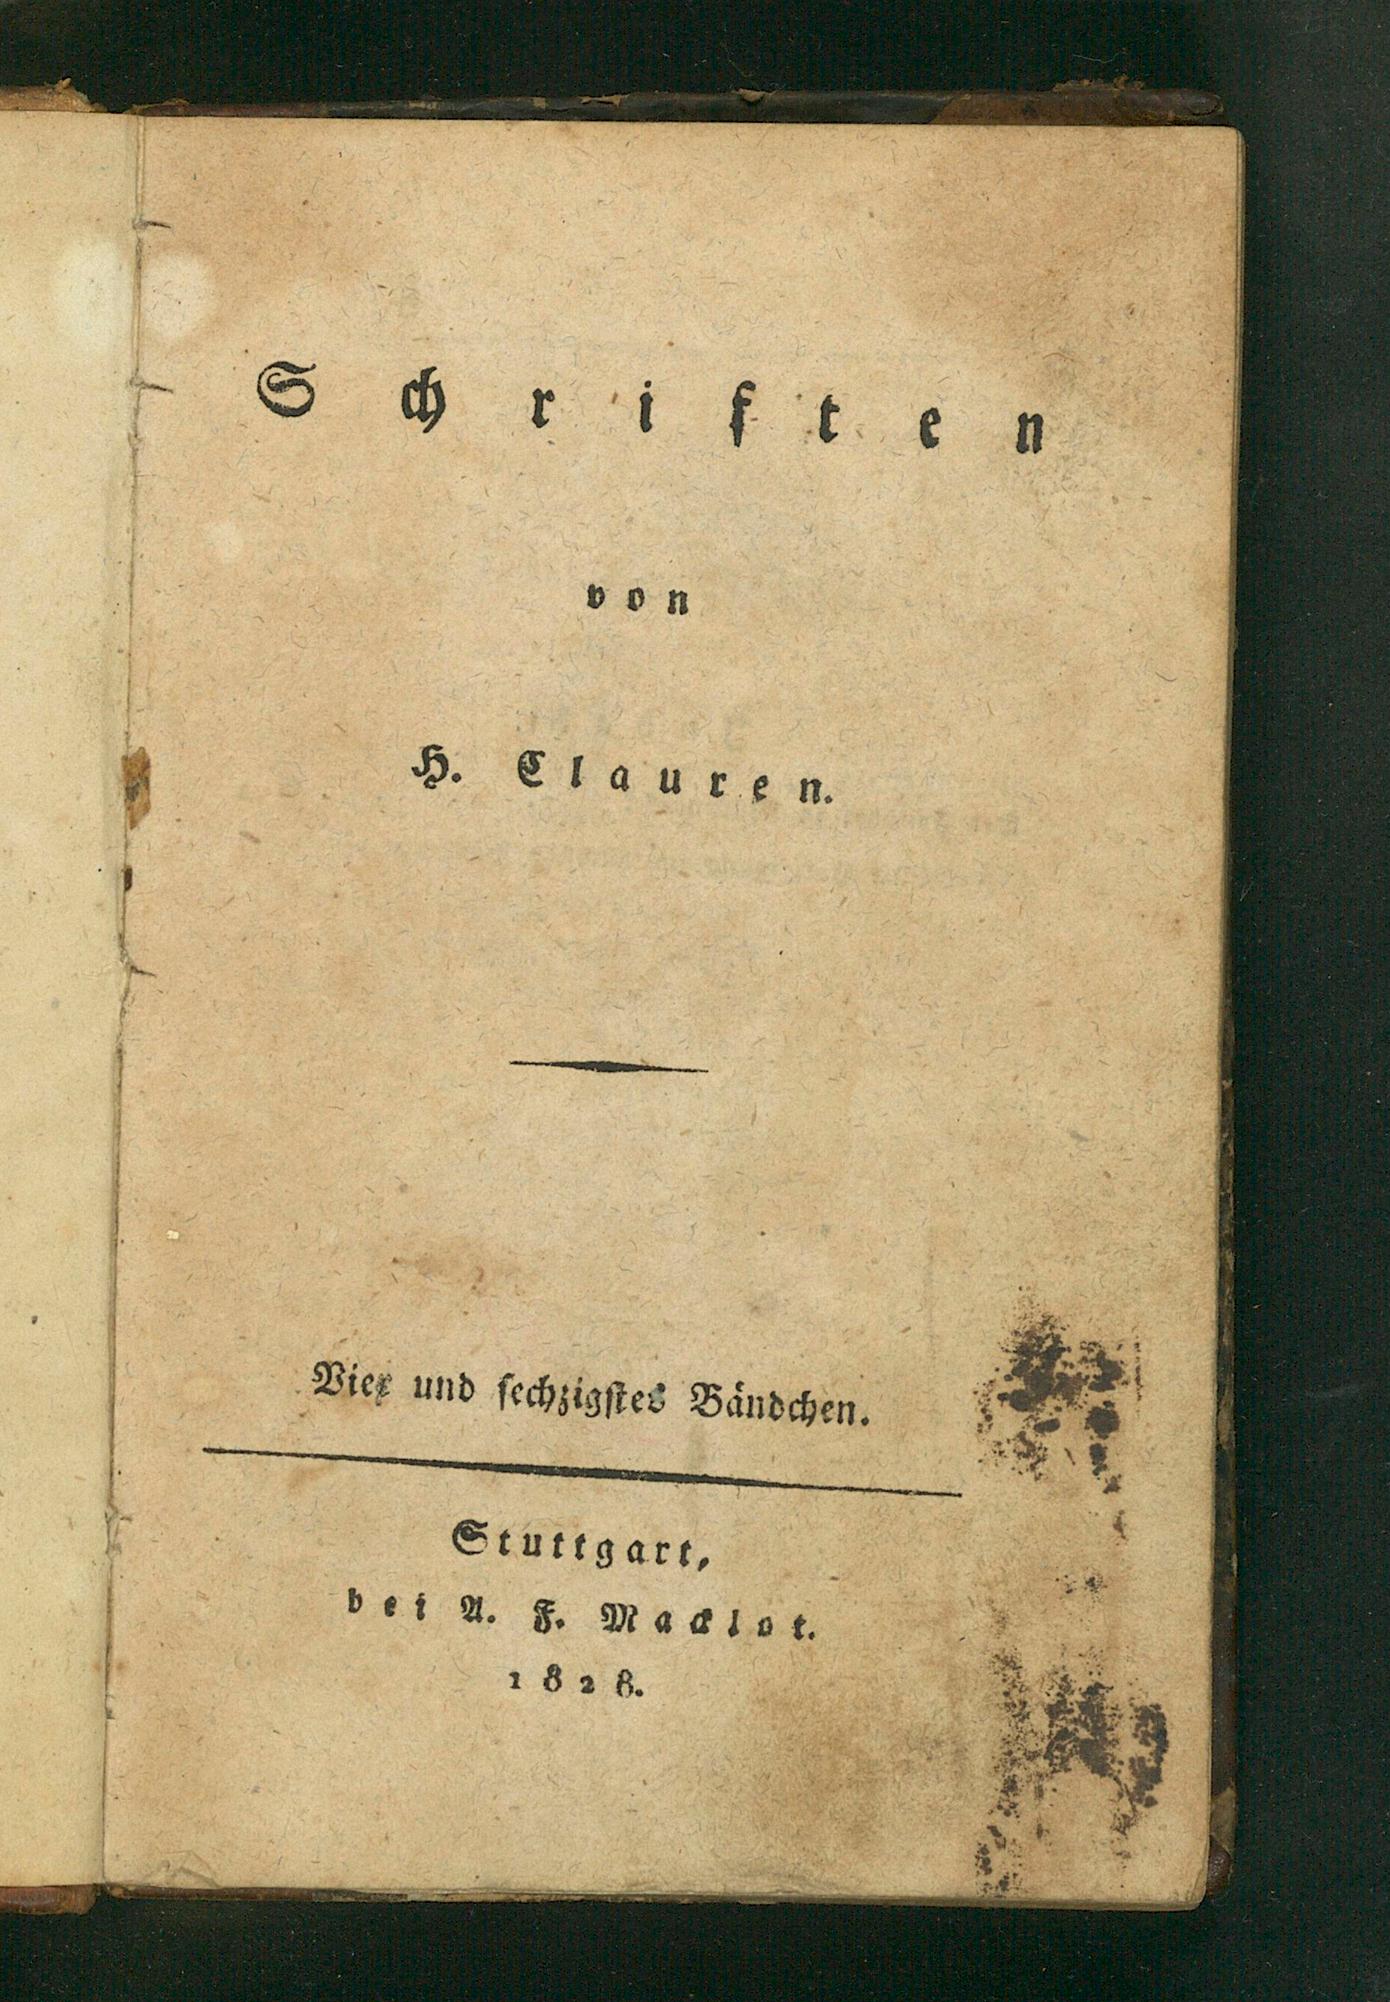 Schriften
von
H. Clauren.
Vier und sechzigstes Bändchen.
Stuttgart,
bei A. F. Macklot.
1828.